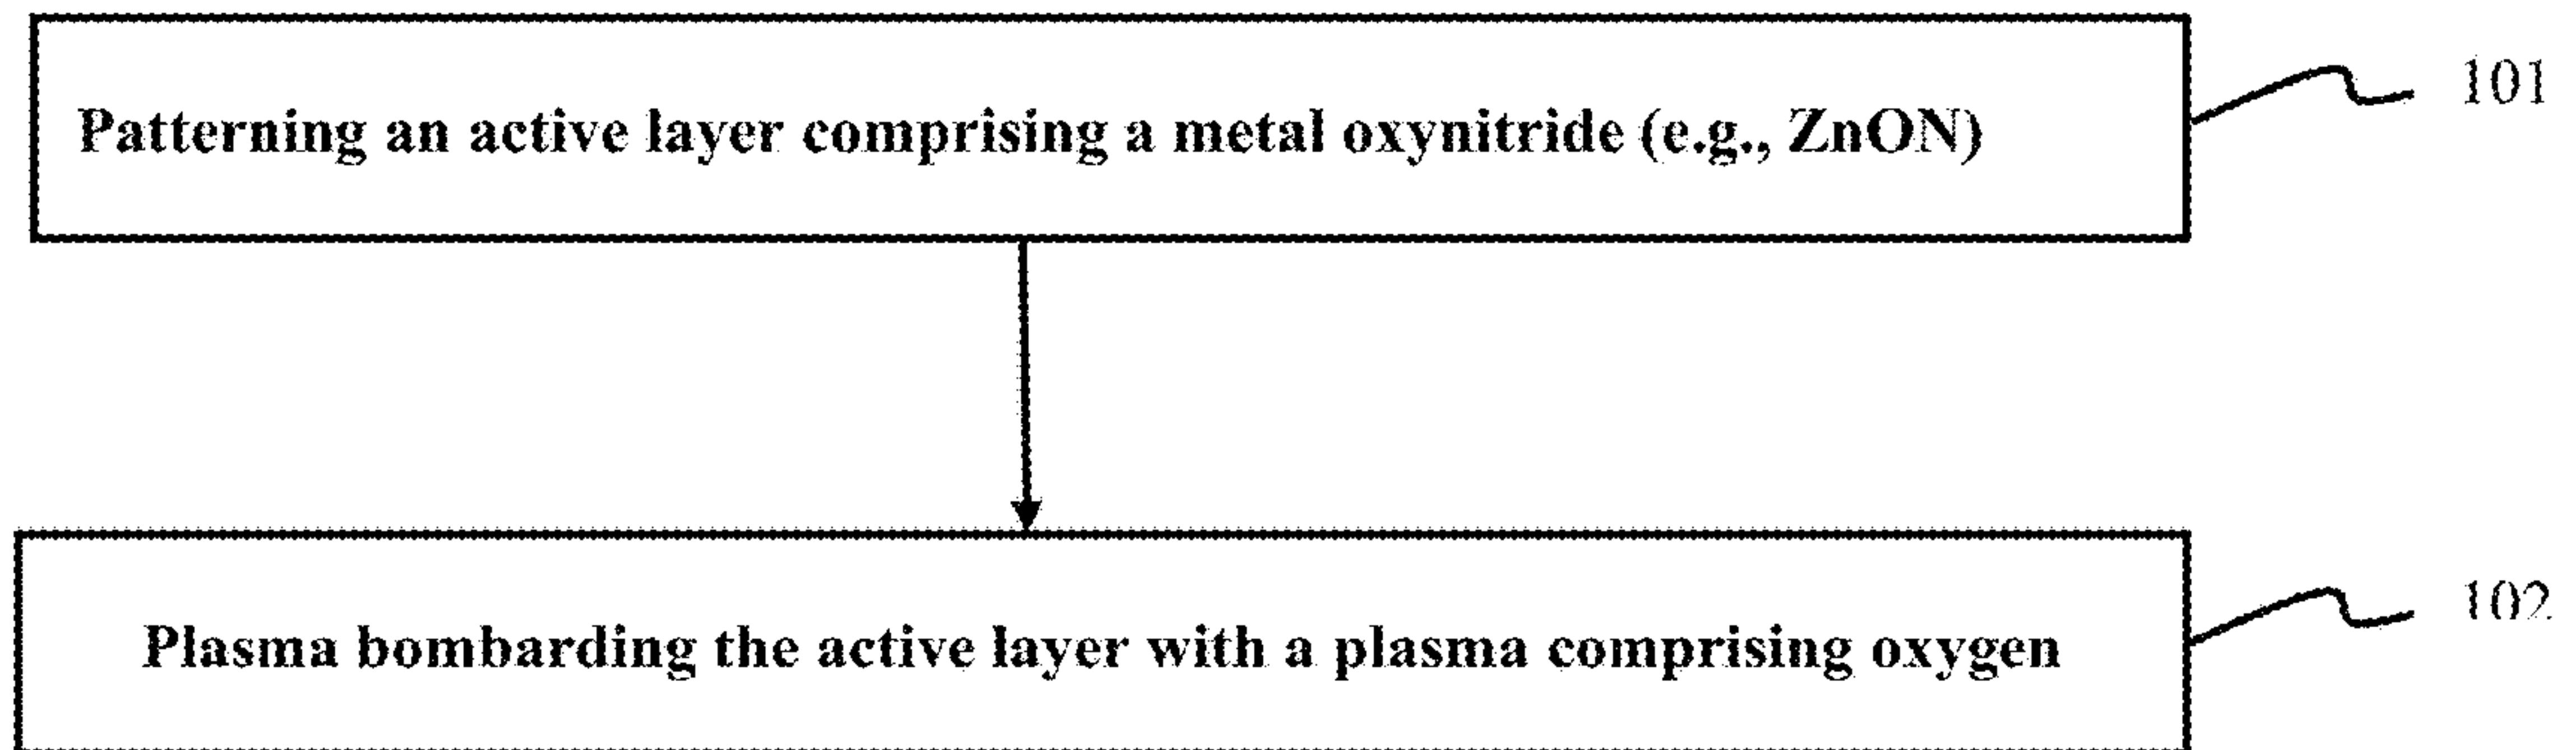 Patterning an active layer comprising a metal oxynitride (e.g., ZnON)
101
Plasma bombarding the active layer with a plasma comprising oxygen
102